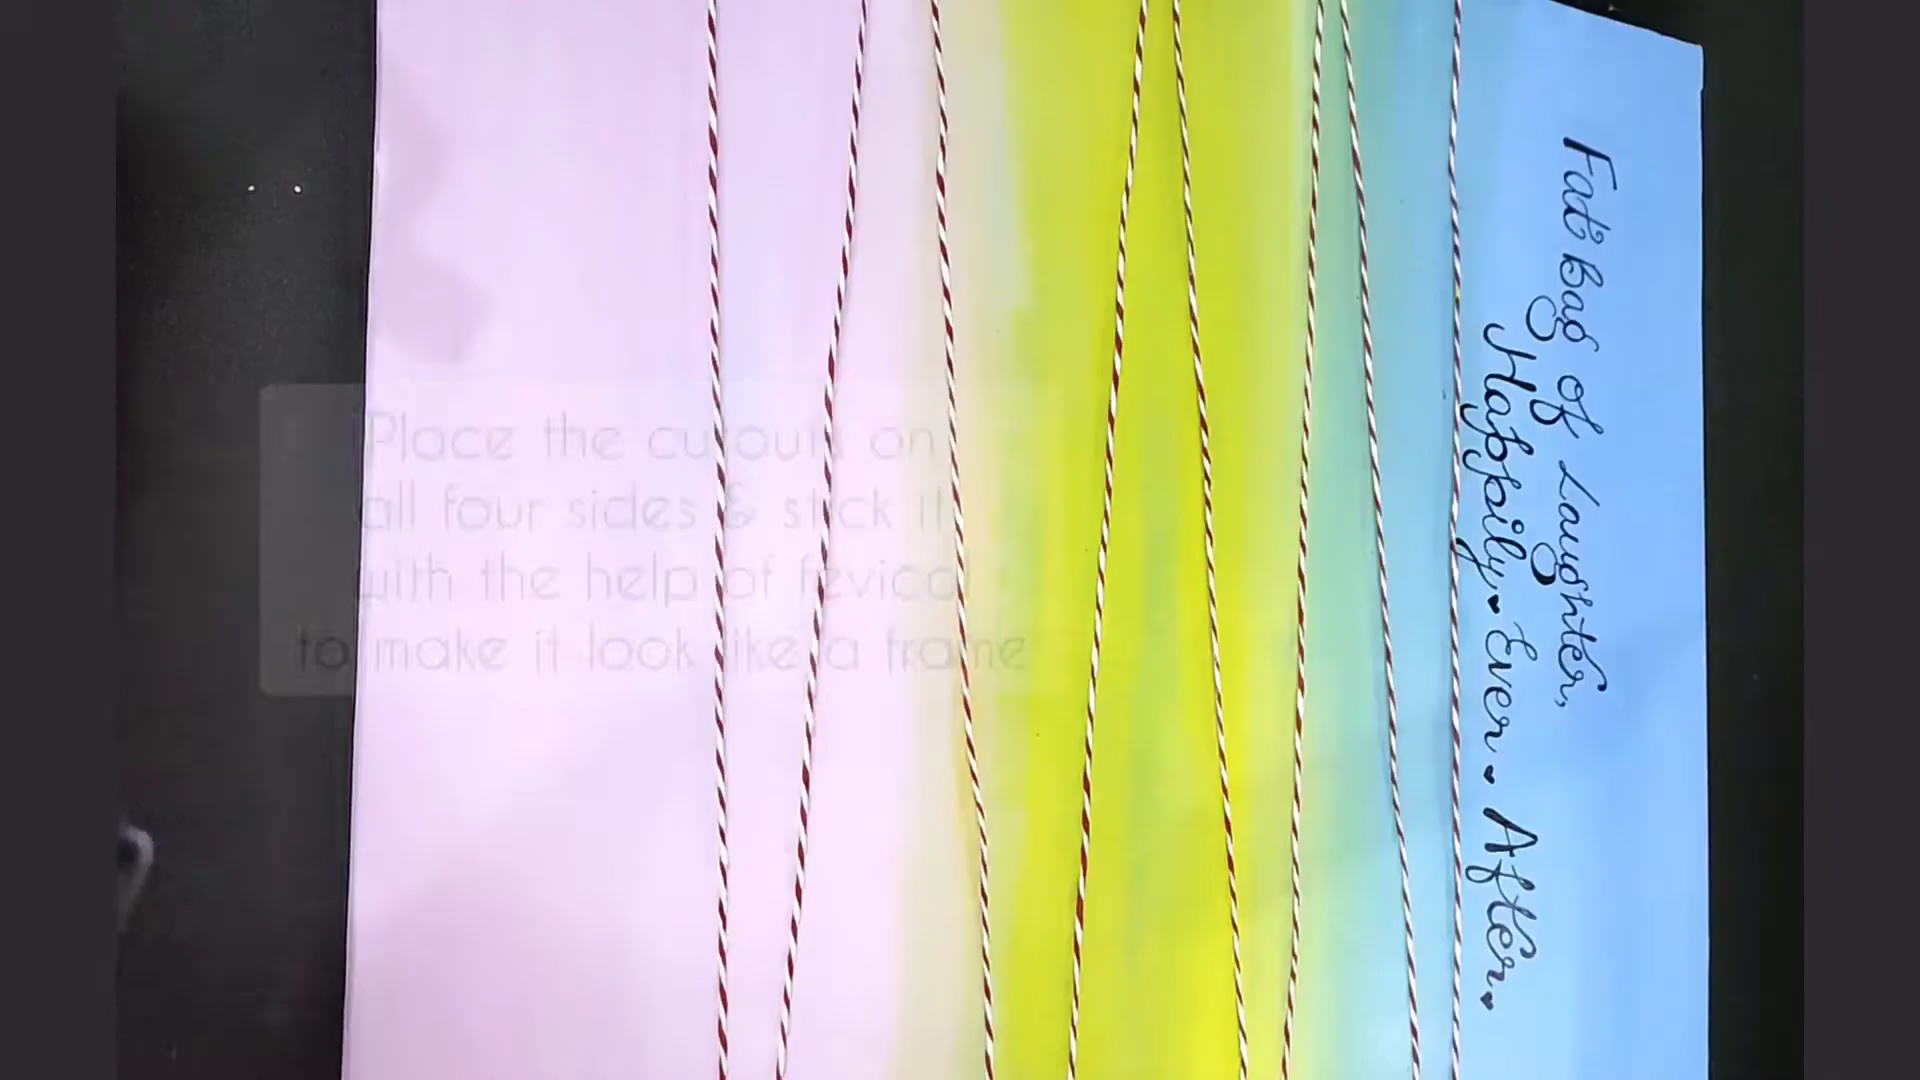 Place the cutouts on
all four sides & stick it
with the help of fevicol
to make it look like a frame
Fat Bag of Laughter,
Happily Ever After